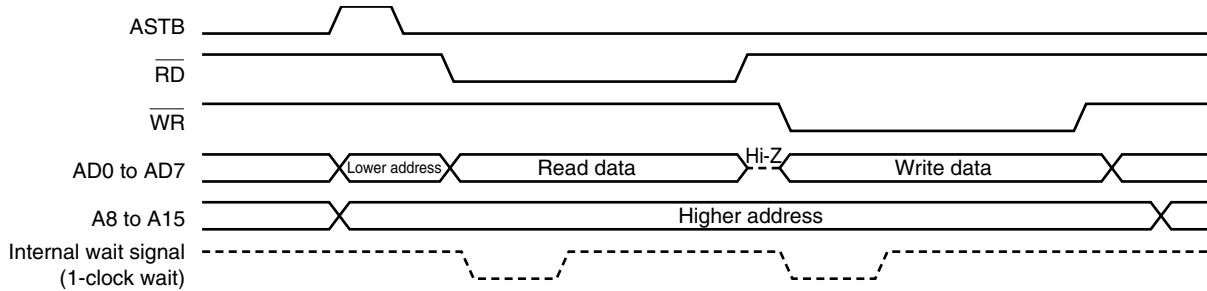 ASTB
RD
WR
AD0 to AD7 Lower address Read data Hi-Z Write data
A8 to A15 Higher address
Internal wait signal
(1-clock wait)